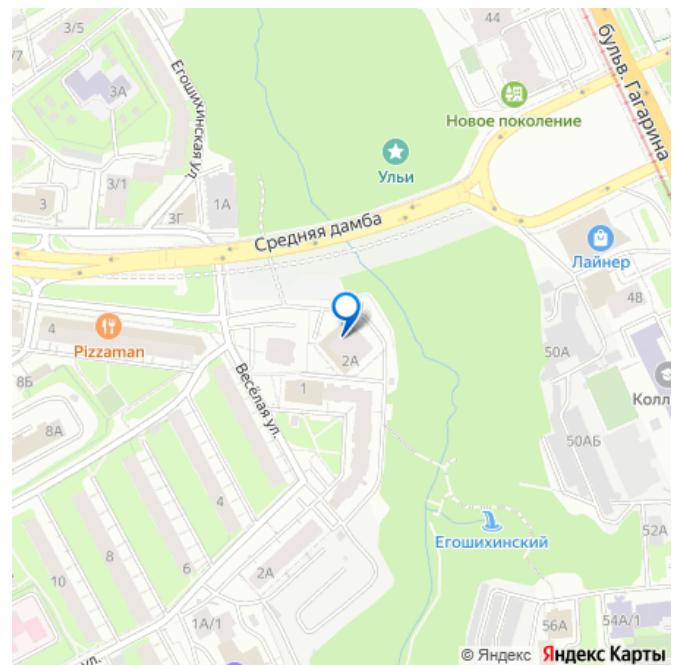 3/5
44
7
3А
Егошихинская ул.
бульв. Гагарина
Новое поколение
3/1
3
3Г
1А
Ульи
Средняя дамба
Лайнер
48
4
Pizzaman
2А
50А
8Б
1
Весёлая ул.
Колл
8А
50АБ
4
Егошихинский
52А
8
6
10
2А
1А/1
56А
54А/1
ул.
© Яндекс Яндекс Карты